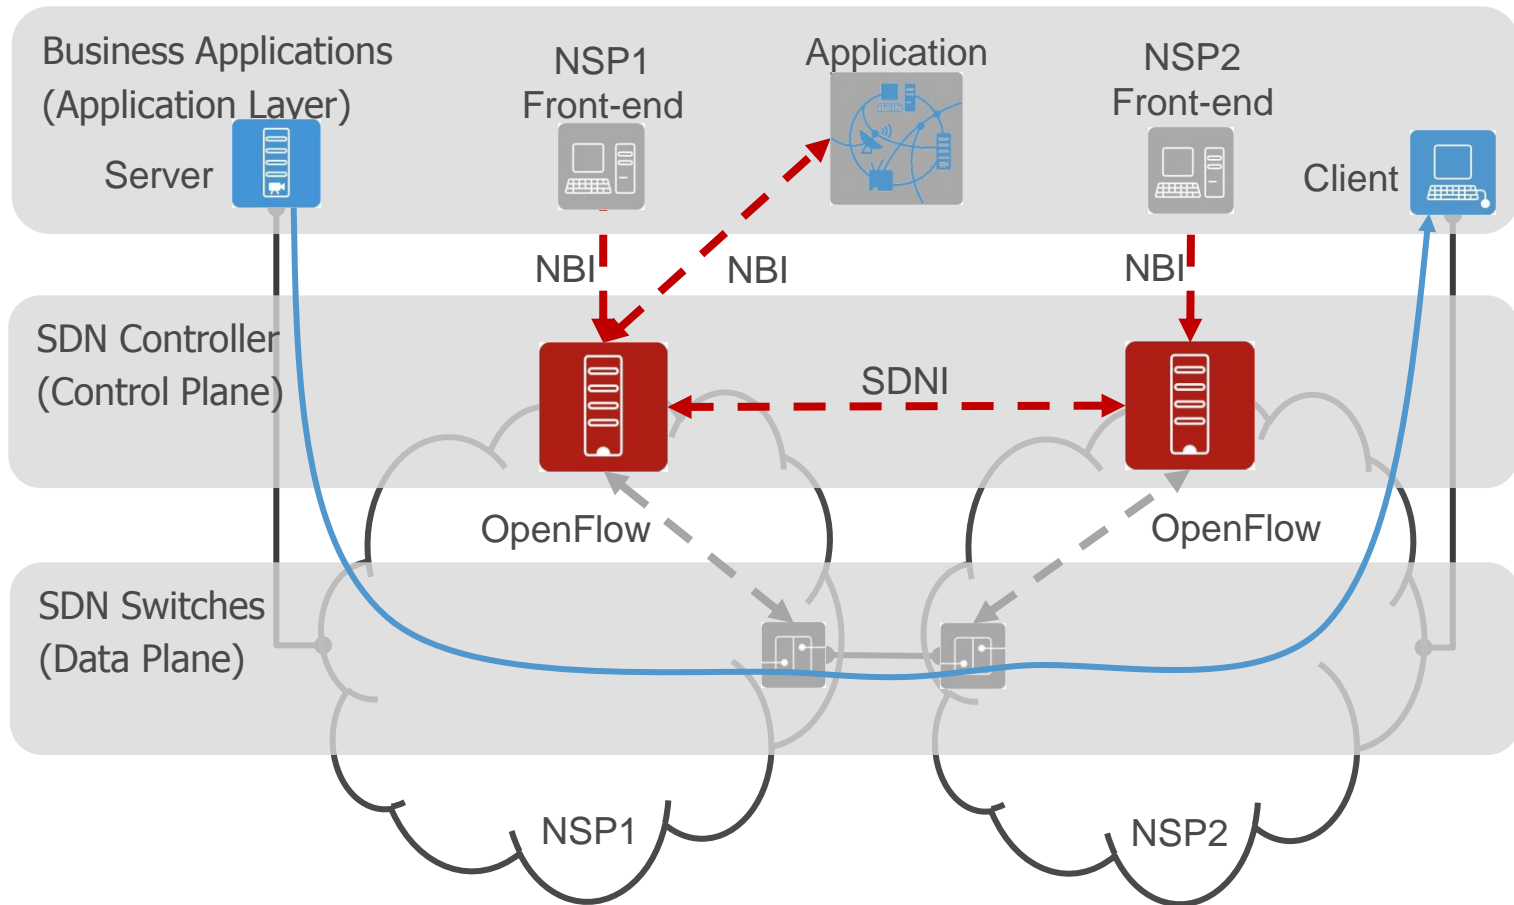 Business Applications
(Application Layer)
NSP1
Front-end
Application
NSP2
Front-end
Server
Client
NBI
NBI
NBI
SDN Controller
(Control Plane)
SDNI
OpenFlow
OpenFlow
SDN Switches
(Data Plane)
NSP1
NSP2